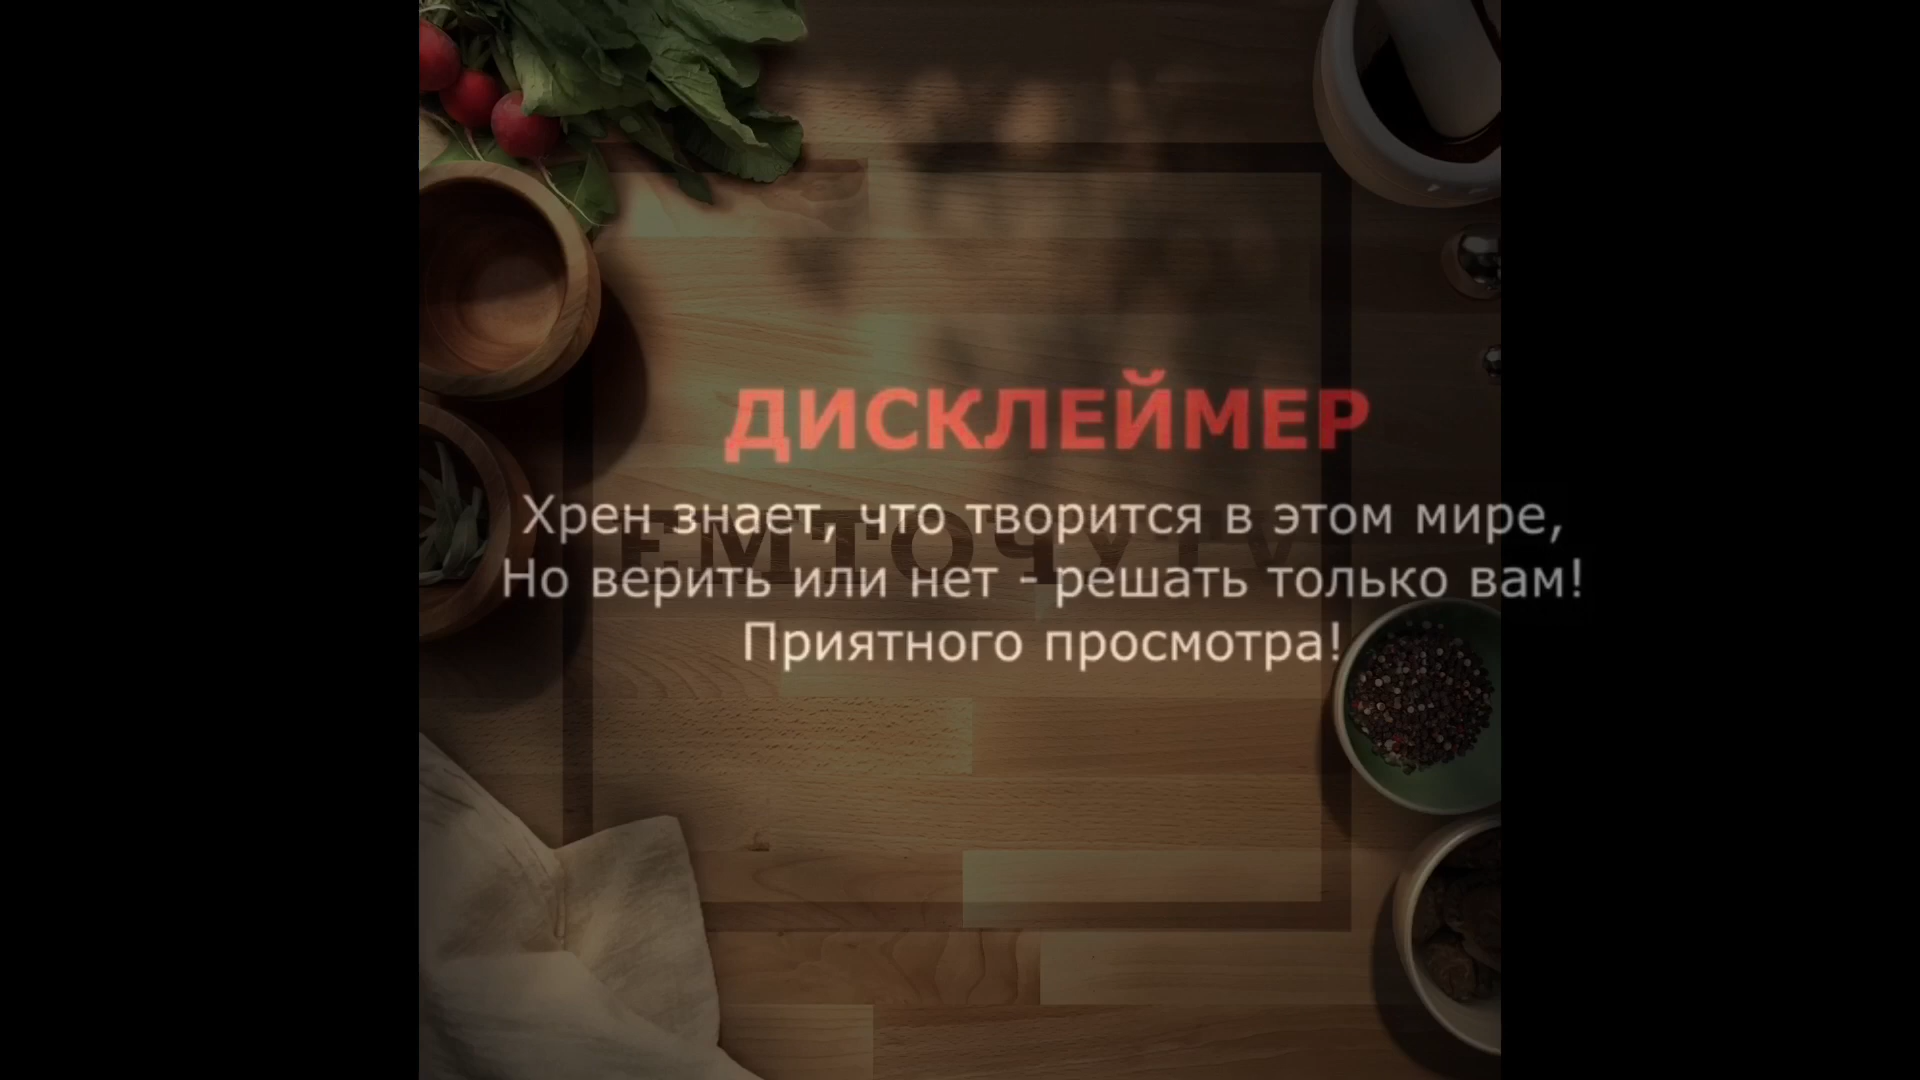 ДИСКЛЕЙМЕР
Хрен знает, что творится в этом мире,
Но верить или нет - решать только вам!
Приятного просмотра!